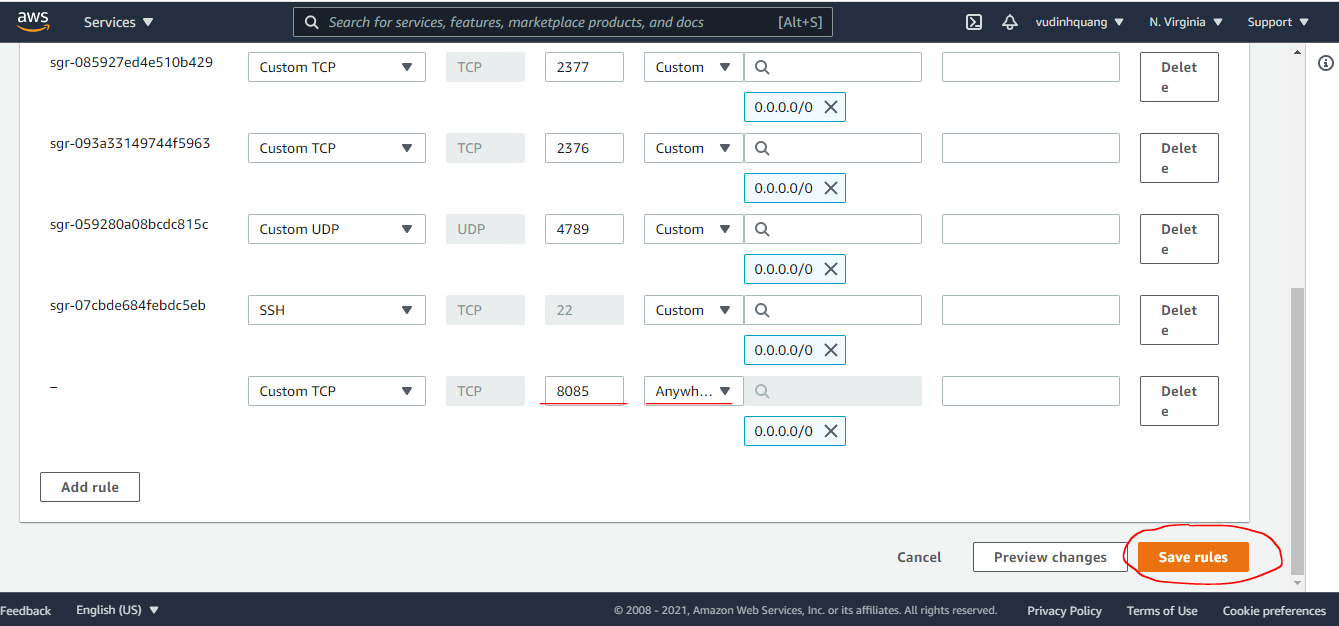 aws Services Search for services, features, marketplace products, and docs [Alt+S] vudinhquang N. Virginia Support
sgr-085927ed4e510b429 Custom TCP TCP 2377 Custom Delet
e
0.0.0.0/0
sgr-093a33149744f5963 Custom TCP TCP 2376 Custom Delet
e
0.0.0.0/0
sgr-059280a08bcdc815c Custom UDP UDP 4789 Custom Delet
e
0.0.0.0/0
sgr-07cbde684febdc5eb SSH TCP 22 Custom Delet
e
0.0.0.0/0
– Custom TCP TCP 8085 Anywh... Delet
e
0.0.0.0/0
Add rule
Cancel Preview changes Save rules
Feedback English (US) © 2008 - 2021, Amazon Web Services, Inc. or its affiliates. All rights reserved. Privacy Policy Terms of Use Cookie preferences